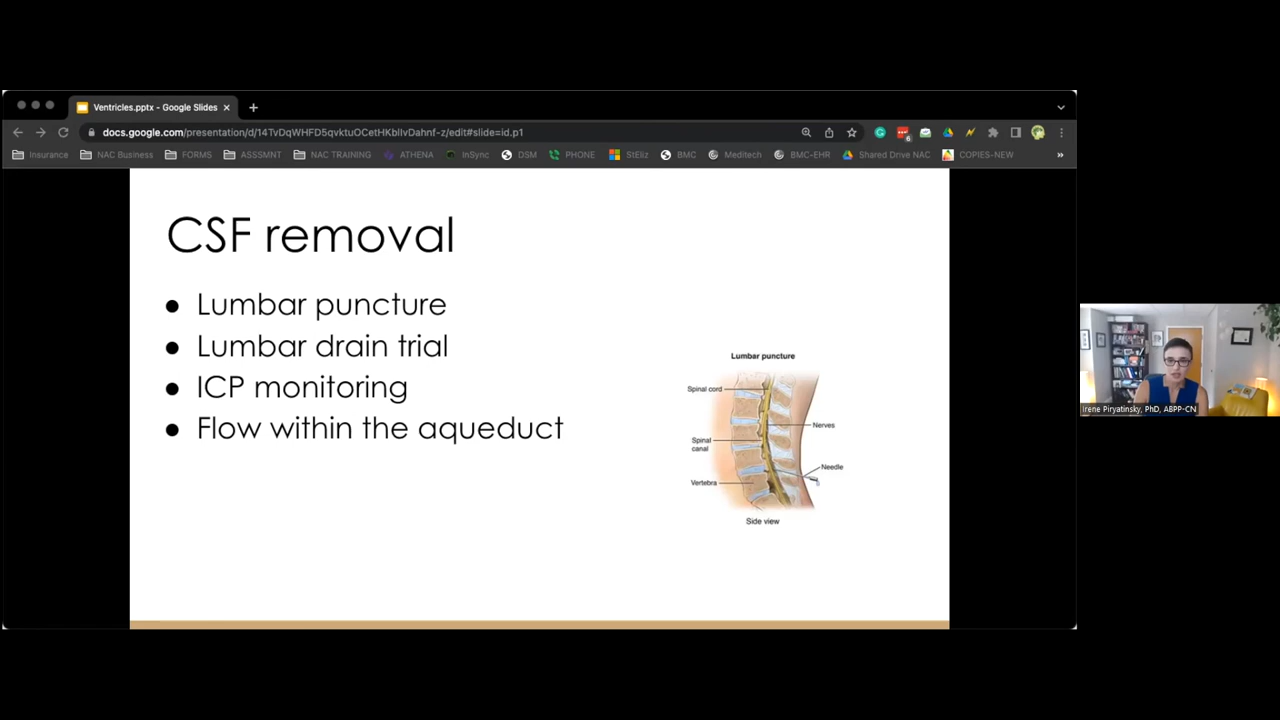 Ventricles.pptx - Google Slides
docs.google.com/presentation/d/14TvDqWHFD5qvktuOCetHKblIvDahnf-z/edit#slide=id.p1
Insurance NAC Business FORMS ASSSMNT NAC TRAINING ATHENA InSync DSM PHONE StEliz BMC Meditech BMC-EHR Shared Drive NAC COPIES-NEW
CSF removal
● Lumbar puncture
● Lumbar drain trial
● ICP monitoring
● Flow within the aqueduct
Lumbar puncture
Spinal cord
Nerves
Spinal
canal
Needle
Vertebra
Side view
Irene Piryatinsky, PhD, ABPP-CN